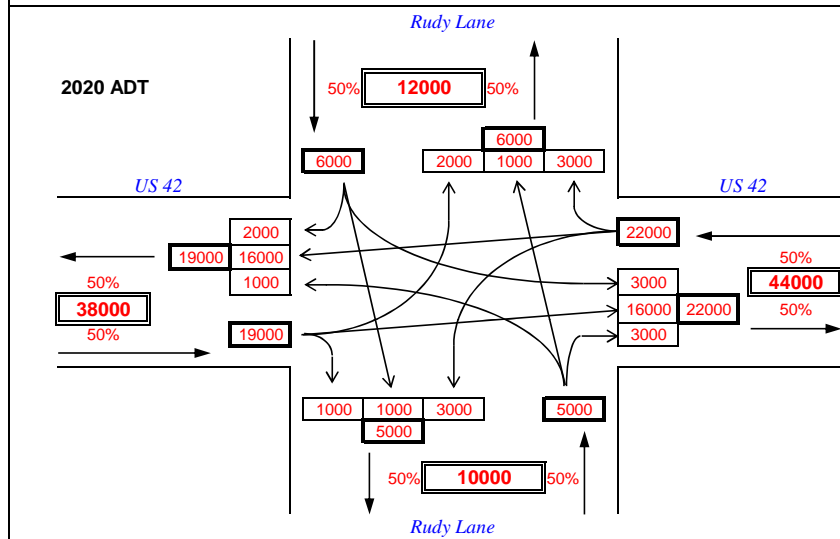 Rudy Lane
2020 ADT
50% 12000 50%
6000
6000 2000 1000 3000
US 42 US 42
2000 22000
19000 16000 50%
50% 1000 3000 44000
38000 16000 22000 50%
50% 19000 3000
1000 1000 3000 5000
5000
50% 10000 50%
Rudy Lane